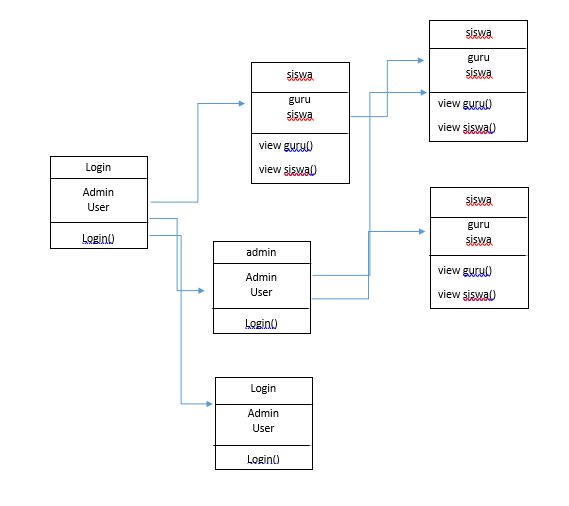 Login
Admin
User
Login()
siswa
guru
siswa
view guru()
view siswa()
admin
Admin
User
Login()
Login
Admin
User
Login()
siswa
guru
siswa
view guru()
view siswa()
siswa
guru
siswa
view guru()
view siswa()